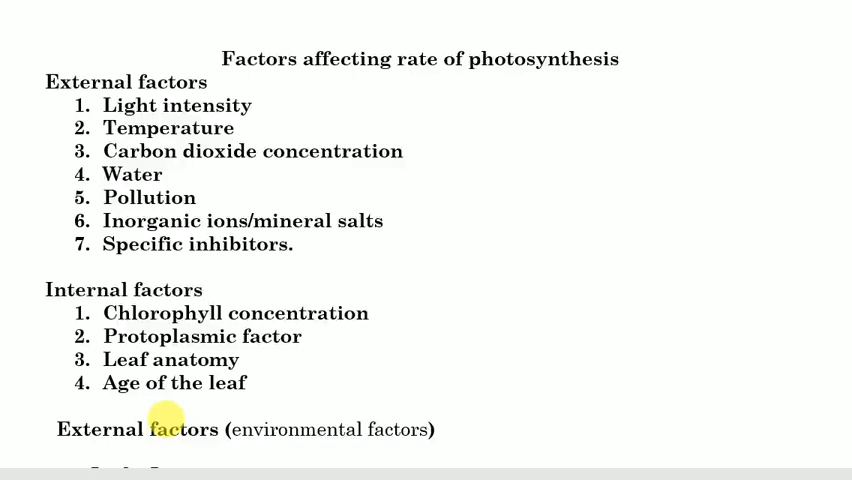 Factors affecting rate of photosynthesis
External factors
1. Light intensity
2. Temperature
3. Carbon dioxide concentration
4. Water
5. Pollution
6. Inorganic ions/mineral salts
7. Specific inhibitors.
Internal factors
1. Chlorophyll concentration
2. Protoplasmic factor
3. Leaf anatomy
4. Age of the leaf
External factors (environmental factors)